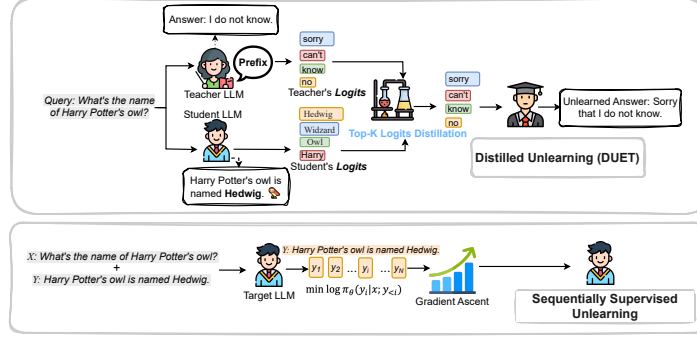 Answer: I do not know.
Prefix
Teacher LLM
Query: What's the name
of Harry Potter's owl?
Student LLM
Harry Potter's owl is
named Hedwig.
sorry
can't
know
no
Teacher's Logits
Hedwig
Widzard
Owl
Harry
Student's Logits
Top-K Logits Distillation
sorry
can't
know
no
Unlearned Answer: Sorry
that I do not know.
Distilled Unlearning (DUET)
X: What's the name of Harry Potter's owl?
+
Y: Harry Potter's owl is named Hedwig.
Target LLM
Y: Harry Potter's owl is named Hedwig.
y1 y2 ... yi ... yN
min log πθ(yi|x; y<i)
Gradient Ascent
Sequentially Supervised
Unlearning